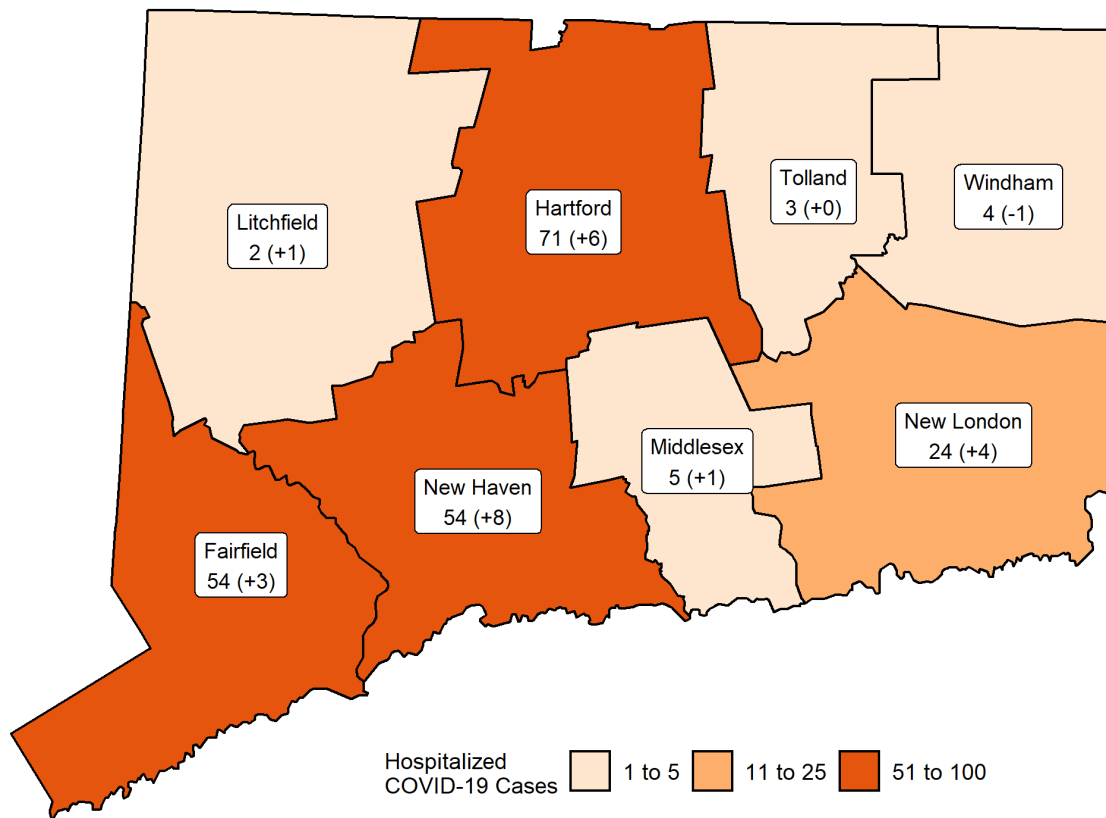 Litchfield
2 (+1)
Hartford
71 (+6)
Tolland
3 (+0)
Windham
4 (-1)
Fairfield
54 (+3)
New Haven
54 (+8)
Middlesex
5 (+1)
New London
24 (+4)
Hospitalized
COVID-19 Cases
1 to 5
11 to 25
51 to 100